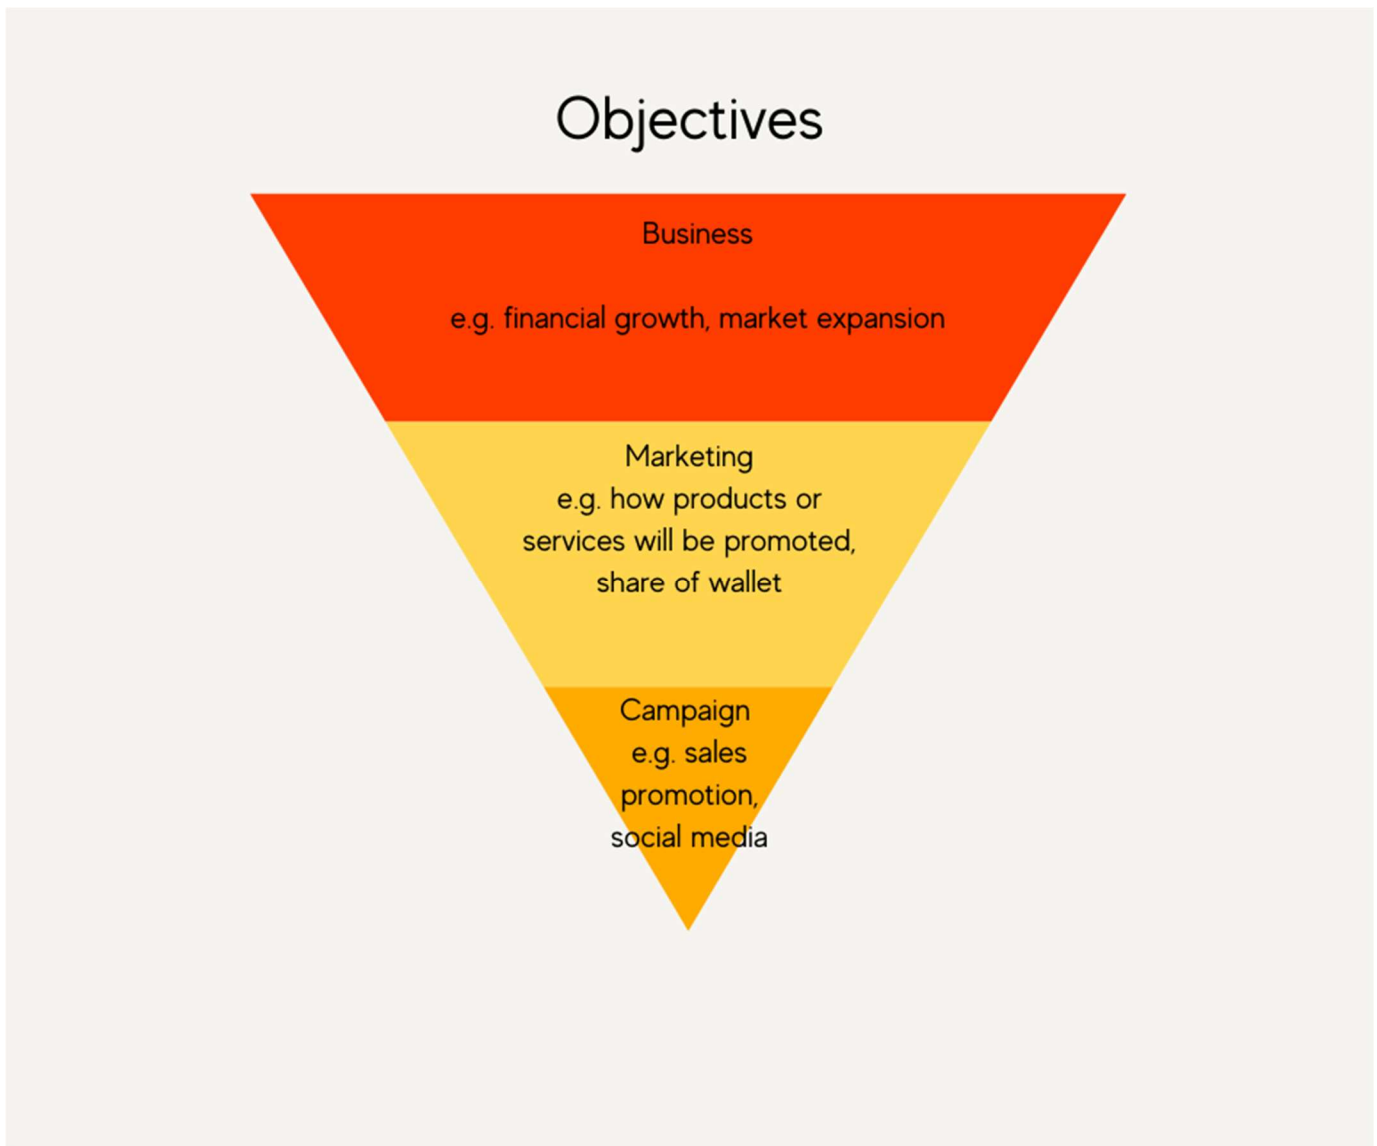 Objectives
Business
e.g. financial growth, market expansion
Marketing
e.g. how products or
services will be promoted,
share of wallet
Campaign
e.g. sales
promotion,
social media